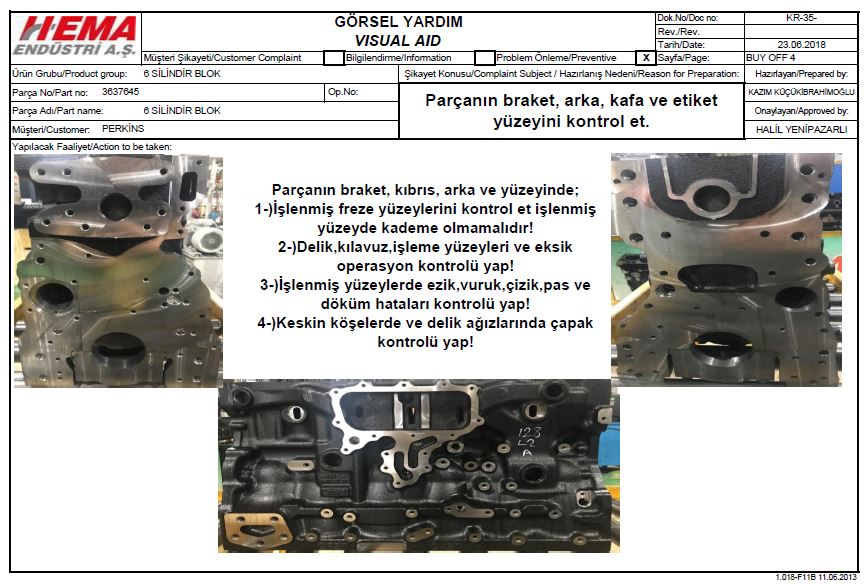 HEMA
ENDÜSTRİ A.Ş.
GÖRSEL YARDIM
VISUAL AID
Dok.No/Doc no: KR-35-
Rev./Rev.
Tarih/Date: 23.06.2018
Müşteri Şikayeti/Customer Complaint Bilgilendirme/Information Problem Önleme/Preventive X Sayfa/Page: BUY OFF 4
Ürün Grubu/Product group: 6 SİLİNDİR BLOK Şikayet Konusu/Complaint Subject / Hazırlanış Nedeni/Reason for Preparation: Hazırlayan/Prepared by:
Parça No/Part no: 3637645 Op.No: KAZIM KÜÇÜKİBRAHİMOĞLU
Parçanın braket, arka, kafa ve etiket
yüzeyini kontrol et.
Parça Adı/Part name: 6 SİLİNDİR BLOK Onaylayan/Approved by:
Müşteri/Customer: PERKİNS HALİL YENİPAZARLI
Yapılacak Faaliyet/Action to be taken:
Parçanın braket, kıbrıs, arka ve yüzeyinde;
1-)İşlenmiş freze yüzeylerini kontrol et işlenmiş
yüzeyde kademe olmamalıdır!
2-)Delik,kılavuz,işleme yüzeyleri ve eksik
operasyon kontrolü yap!
3-)İşlenmiş yüzeylerde ezik,vuruk,çizik,pas ve
döküm hataları kontrolü yap!
4-)Keskin köşelerde ve delik ağızlarında çapak
kontrolü yap!
123
L2
A
1.018-F11B 11.06.2013